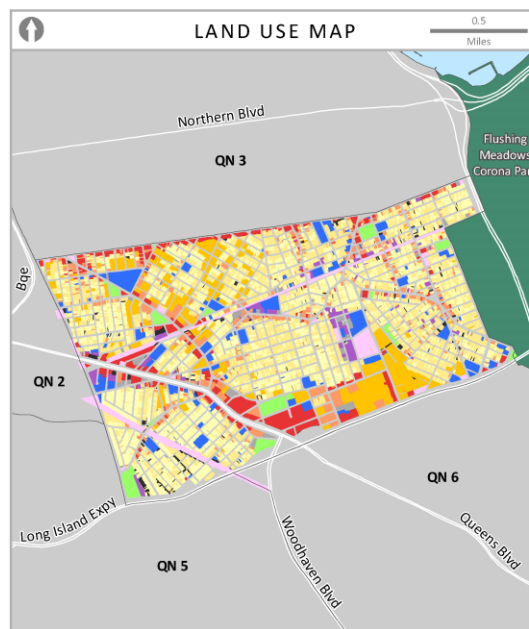 LAND USE MAP
0.5
Miles
Northern Blvd
QN 3
Flushing
Meadows
Corona Par
Bqe
QN 2
QN 6
Long Island Expy
Woodhaven Blvd
Queens Blvd
QN 5